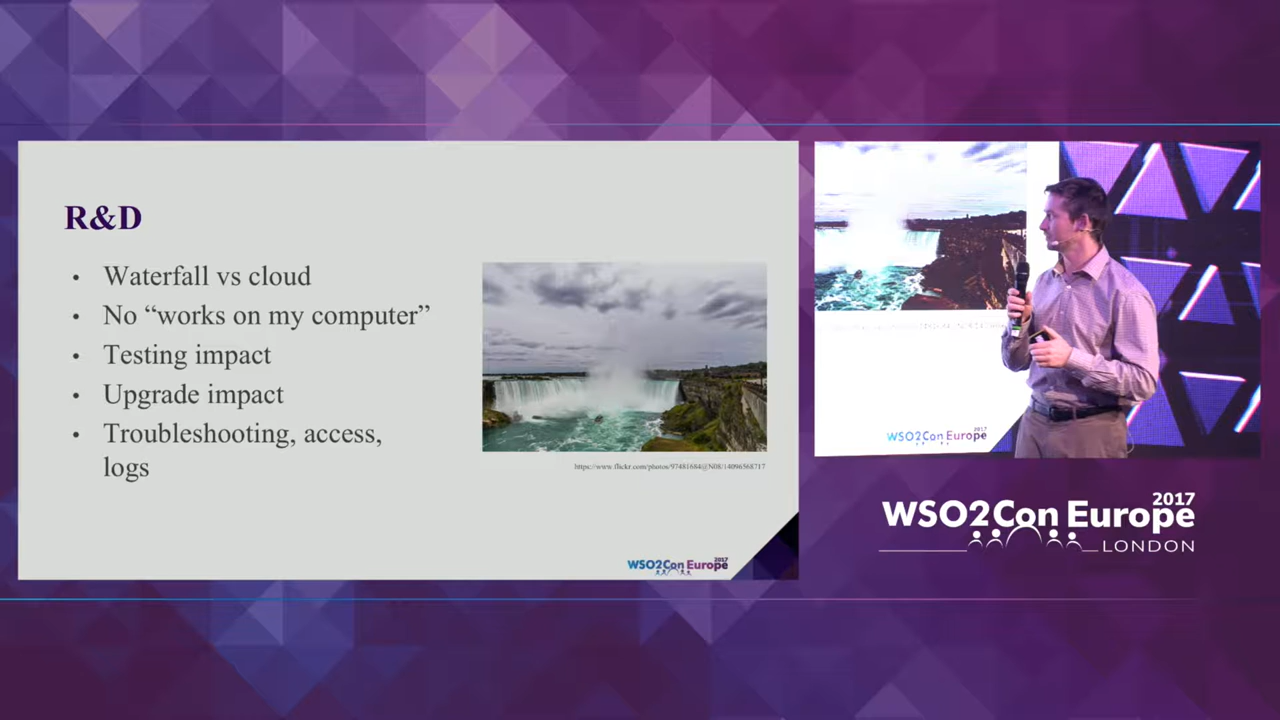 R&D
• Waterfall vs cloud
• No “works on my computer”
• Testing impact
• Upgrade impact
• Troubleshooting, access,
logs
https://www.flickr.com/photos/97481684@N08/14096568717
WSO2Con Europe 2017
WSO2Con Europe 2017
WSO2Con Europe 2017
LONDON